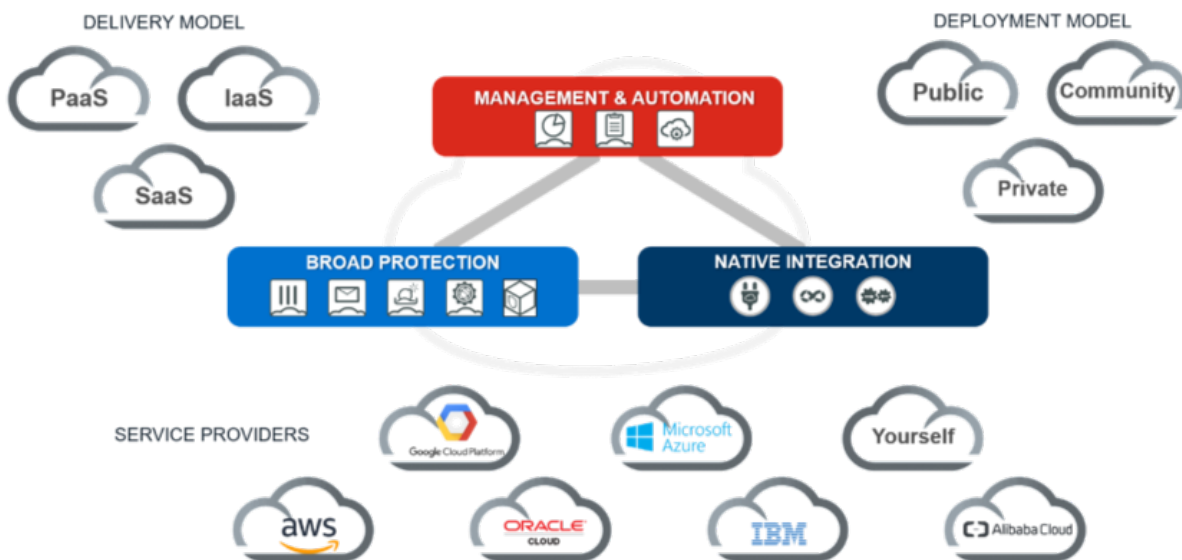 DELIVERY MODEL
DEPLOYMENT MODEL
PaaS
IaaS
SaaS
Public
Community
Private
MANAGEMENT & AUTOMATION
BROAD PROTECTION
NATIVE INTEGRATION
SERVICE PROVIDERS
Google Cloud Platform
Microsoft
Azure
Yourself
aws
ORACLE
CLOUD
IBM
Alibaba Cloud